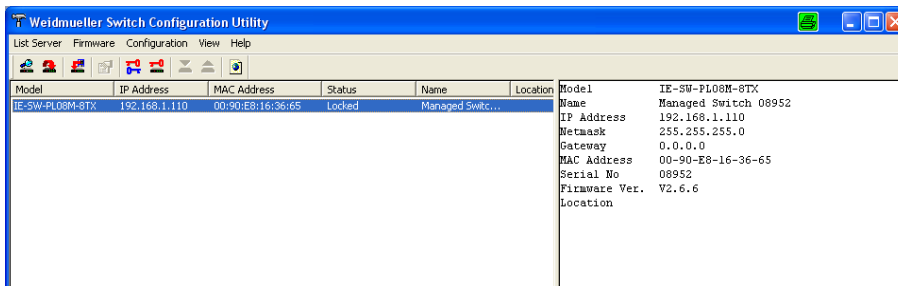 Weidmueller Switch Configuration Utility
List Server Firmware Configuration View Help
Model IP Address MAC Address Status Name Location
IE-SW-PL08M-8TX 192.168.1.110 00:90:E8:16:36:65 Locked Managed Switc...
Model IE-SW-PL08M-8TX
Name Managed Switch 08952
IP Address 192.168.1.110
Netmask 255.255.255.0
Gateway 0.0.0.0
MAC Address 00-90-E8-16-36-65
Serial No 08952
Firmware Ver. V2.6.6
Location